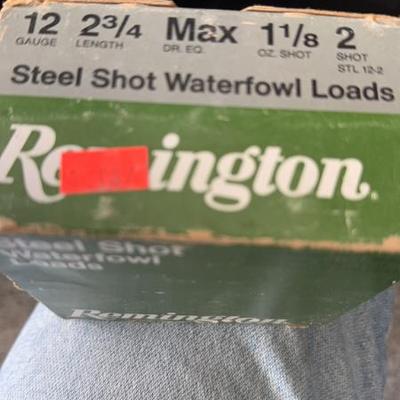 12 2¾ Max 1⅛ 2
GAUGE LENGTH DR. EQ. OZ. SHOT SHOT
STL 12-2
Steel Shot Waterfowl Loads
Remington
Steel Shot
Waterfowl
Loads
Remington